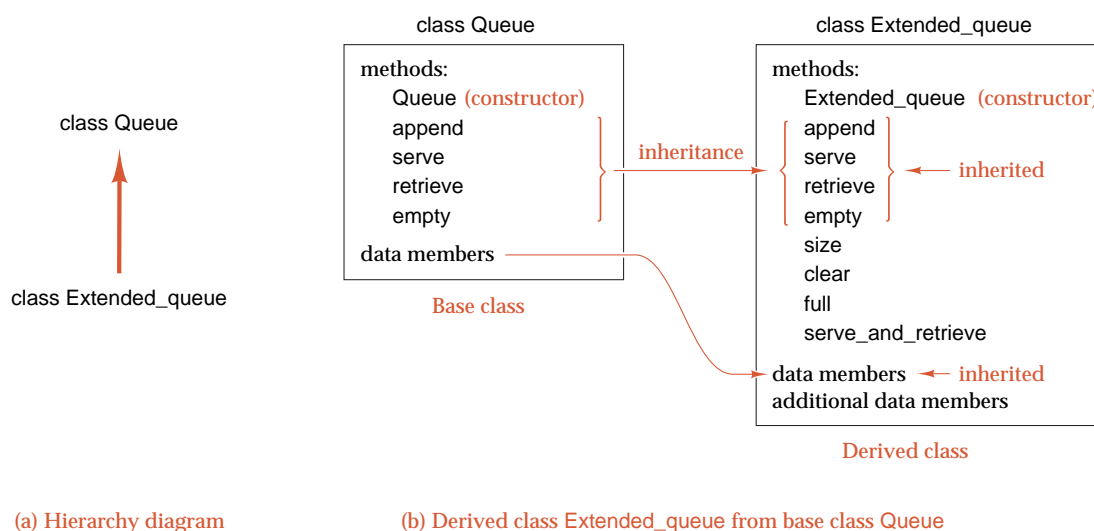 class Queue
class Extended_queue
(a) Hierarchy diagram
class Queue
methods:
Queue (constructor)
append
serve
retrieve
empty
data members
Base class
inheritance
class Extended_queue
methods:
Extended_queue (constructor)
append
serve
retrieve
empty
inherited
size
clear
full
serve_and_retrieve
data members
inherited
additional data members
Derived class
(b) Derived class Extended_queue from base class Queue